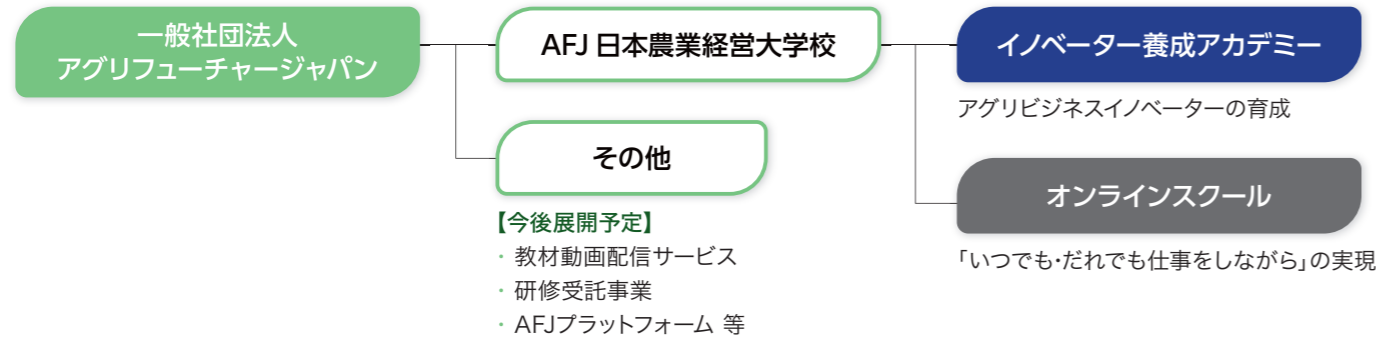 一般社団法人
アグリフューチャージャパン
AFJ 日本農業経営大学校
イノベーター養成アカデミー
アグリビジネスイノベーターの育成
オンラインスクール
「いつでも・だれでも仕事をしながら」の実現
その他
【今後展開予定】
・教材動画配信サービス
・研修受託事業
・AFJプラットフォーム 等